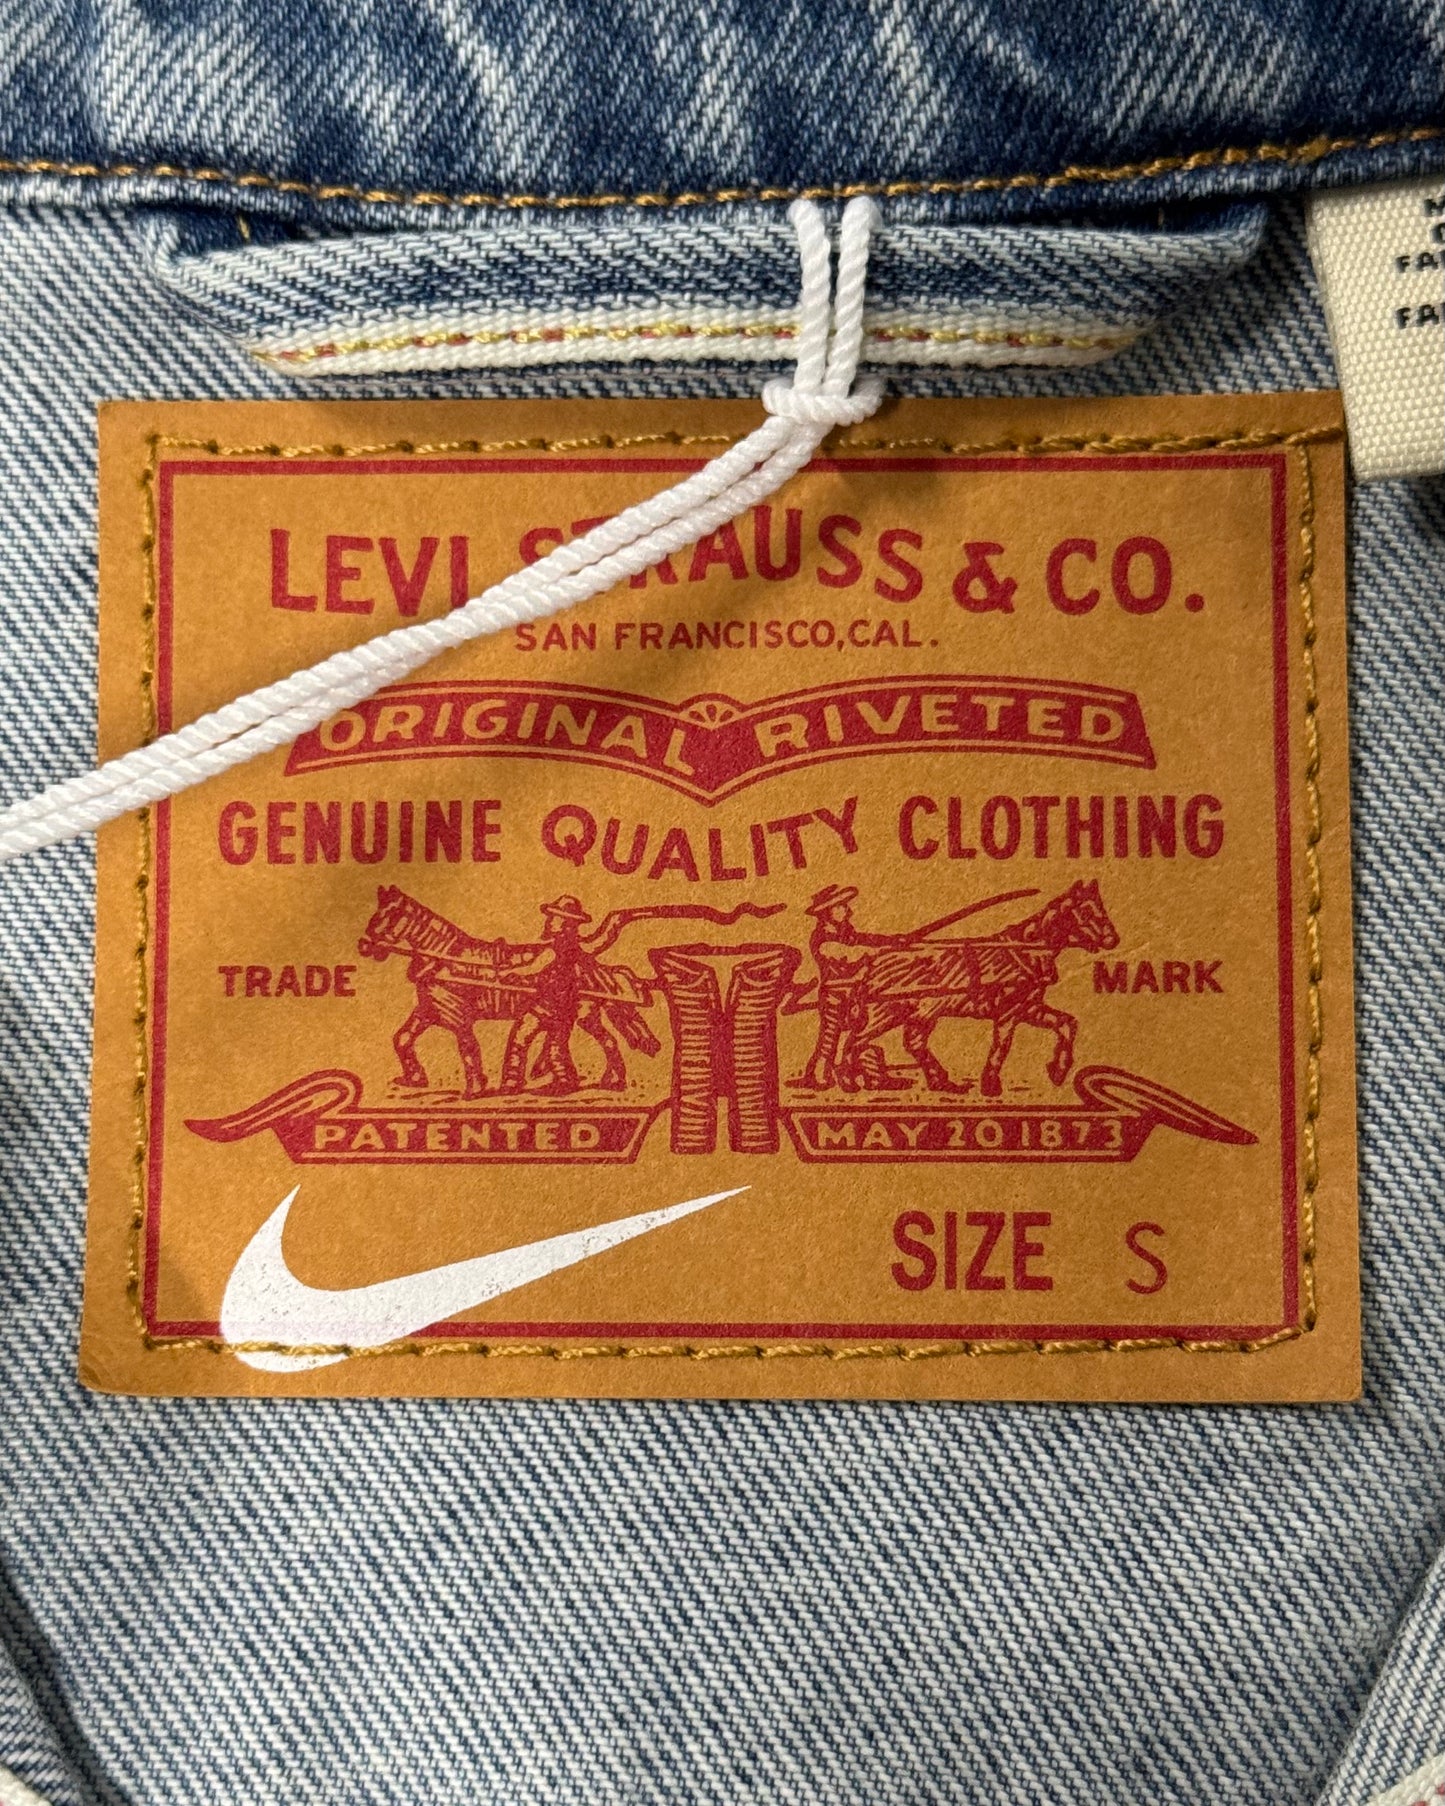 LEVI STRAUSS & CO.
SAN FRANCISCO, CAL.
ORIGINAL RIVETED
GENUINE QUALITY CLOTHING
TRADE MARK
PATENTED MAY 20 1873
SIZE S